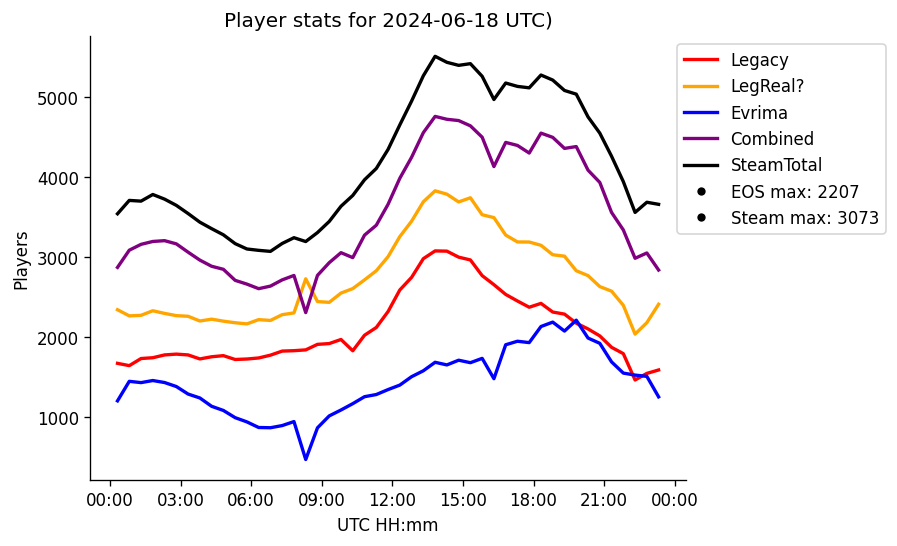 Player stats for 2024-06-18 UTC)
Legacy
LegReal?
Evrima
Combined
SteamTotal
EOS max: 2207
Steam max: 3073
Players
5000
4000
3000
2000
1000
00:00 03:00 06:00 09:00 12:00 15:00 18:00 21:00 00:00
UTC HH:mm